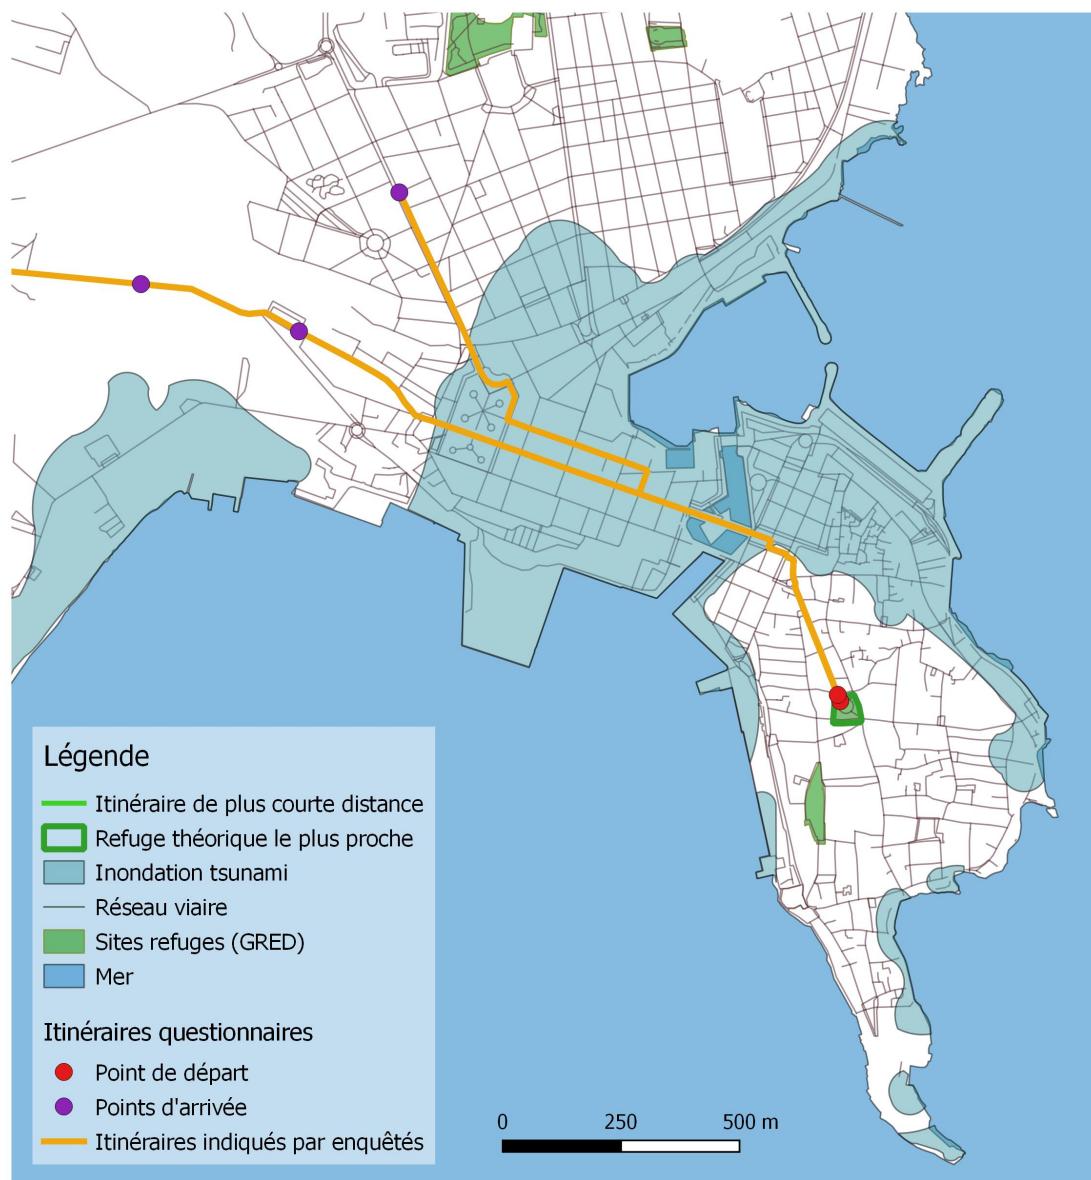 Légende
Itinéraire de plus courte distance
Refuge théorique le plus proche
Inondation tsunami
Réseau viaire
Sites refuges (GRED)
Mer
Itinéraires questionnaires
Point de départ
Points d'arrivée
Itinéraires indiqués par enquêtés
0 250 500 m